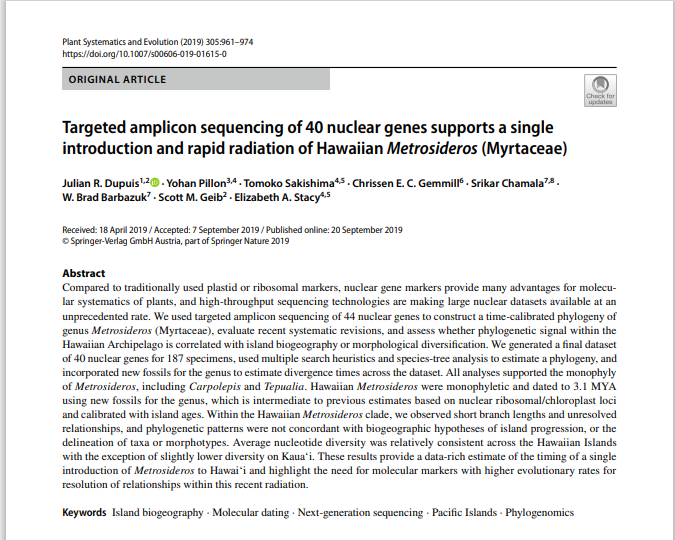 Plant Systematics and Evolution (2019) 305:961–974
https://doi.org/10.1007/s00606-019-01615-0
ORIGINAL ARTICLE
Check for
updates
Targeted amplicon sequencing of 40 nuclear genes supports a single
introduction and rapid radiation of Hawaiian Metrosideros (Myrtaceae)
Julian R. Dupuis1,2 · Yohan Pillon3,4 · Tomoko Sakishima4,5 · Chrissen E. C. Gemmill6 · Srikar Chamala7,8 ·
W. Brad Barbazuk7 · Scott M. Geib2 · Elizabeth A. Stacy4,5
Received: 18 April 2019 / Accepted: 7 September 2019 / Published online: 20 September 2019
© Springer-Verlag GmbH Austria, part of Springer Nature 2019
Abstract
Compared to traditionally used plastid or ribosomal markers, nuclear gene markers provide many advantages for molecu-
lar systematics of plants, and high-throughput sequencing technologies are making large nuclear datasets available at an
unprecedented rate. We used targeted amplicon sequencing of 44 nuclear genes to construct a time-calibrated phylogeny of
genus Metrosideros (Myrtaceae), evaluate recent systematic revisions, and assess whether phylogenetic signal within the
Hawaiian Archipelago is correlated with island biogeography or morphological diversification. We generated a final dataset
of 40 nuclear genes for 187 specimens, used multiple search heuristics and species-tree analysis to estimate a phylogeny, and
incorporated new fossils for the genus to estimate divergence times across the dataset. All analyses supported the monophyly
of Metrosideros, including Carpolepis and Tepualia. Hawaiian Metrosideros were monophyletic and dated to 3.1 MYA
using new fossils for the genus, which is intermediate to previous estimates based on nuclear ribosomal/chloroplast loci
and calibrated with island ages. Within the Hawaiian Metrosideros clade, we observed short branch lengths and unresolved
relationships, and phylogenetic patterns were not concordant with biogeographic hypotheses of island progression, or the
delineation of taxa or morphotypes. Average nucleotide diversity was relatively consistent across the Hawaiian Islands
with the exception of slightly lower diversity on Kaua‘i. These results provide a data-rich estimate of the timing of a single
introduction of Metrosideros to Hawai‘i and highlight the need for molecular markers with higher evolutionary rates for
resolution of relationships within this recent radiation.
Keywords Island biogeography · Molecular dating · Next-generation sequencing · Pacific Islands · Phylogenomics